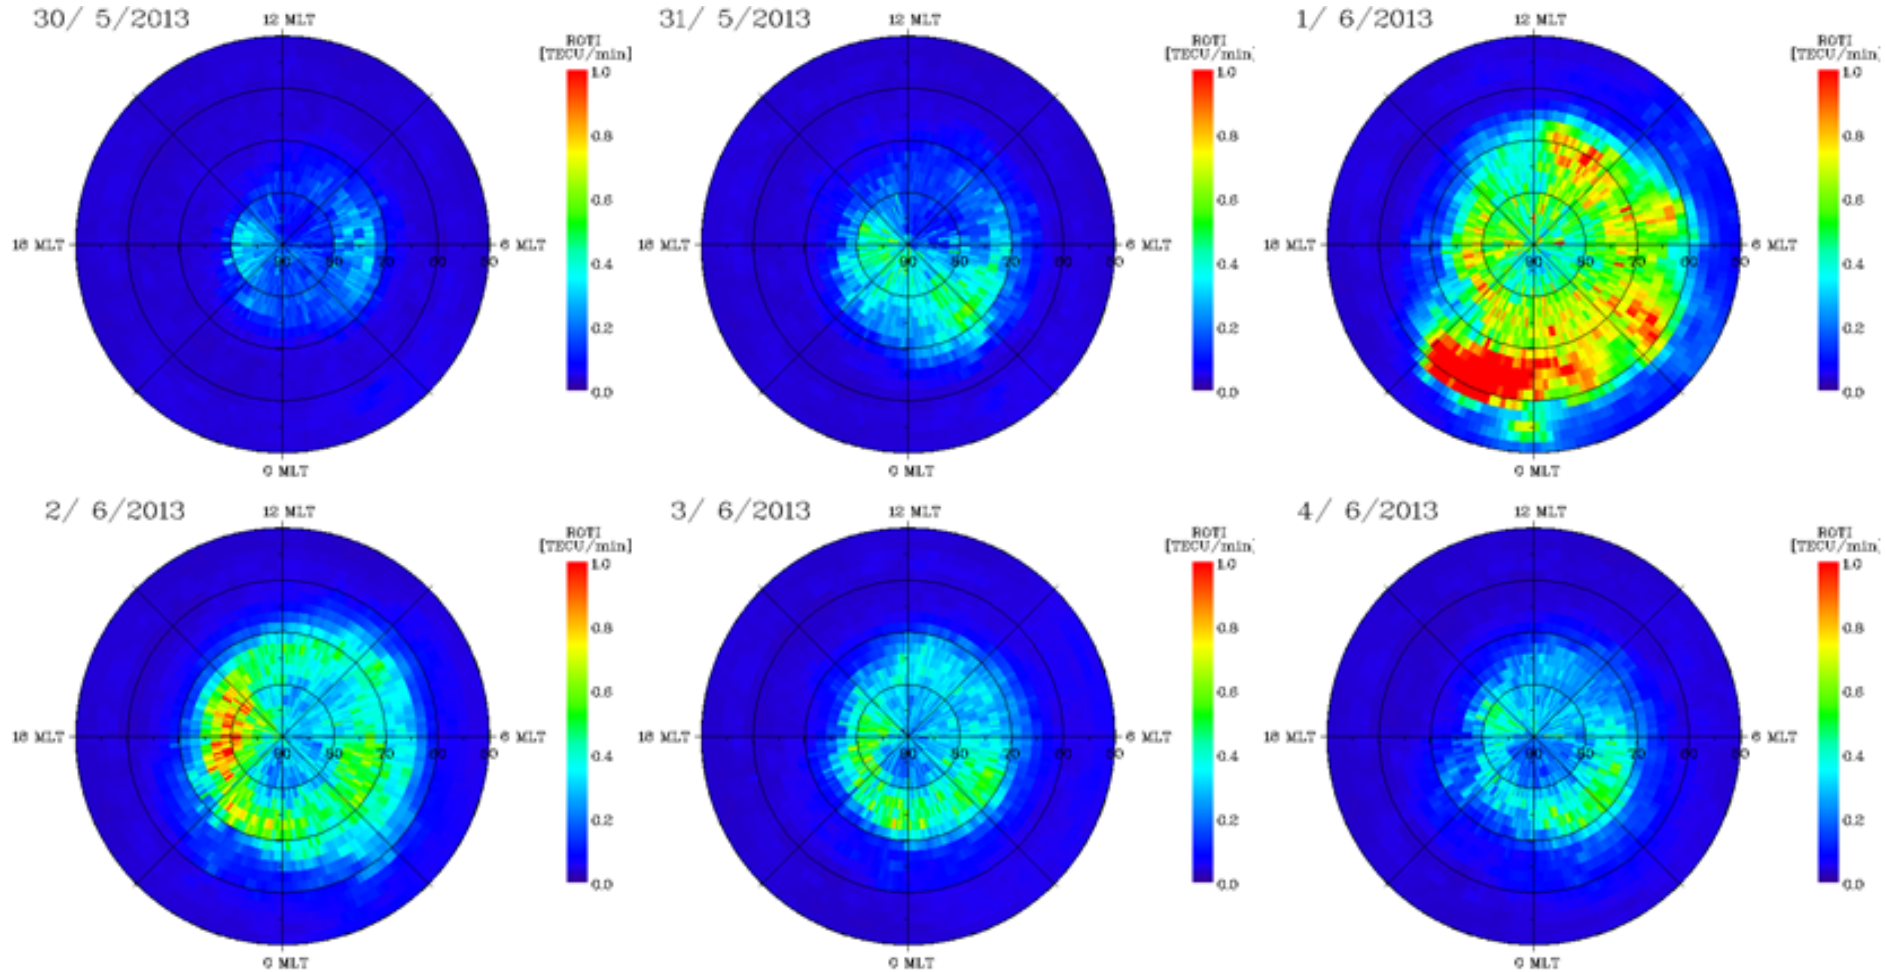 30/ 5/2013
12 MLT
ROTI
[TECU/min]
1.0
0.8
0.6
0.4
0.2
0.0
18 MLT
6 MLT
90 80 70 60 50
0 MLT
31/ 5/2013
12 MLT
ROTI
[TECU/min]
1.0
0.8
0.6
0.4
0.2
0.0
18 MLT
6 MLT
90 80 70 60 50
0 MLT
1/ 6/2013
12 MLT
ROTI
[TECU/min]
1.0
0.8
0.6
0.4
0.2
0.0
18 MLT
6 MLT
90 80 70 60 50
0 MLT
2/ 6/2013
12 MLT
ROTI
[TECU/min]
1.0
0.8
0.6
0.4
0.2
0.0
18 MLT
6 MLT
90 80 70 60 50
0 MLT
3/ 6/2013
12 MLT
ROTI
[TECU/min]
1.0
0.8
0.6
0.4
0.2
0.0
18 MLT
6 MLT
90 80 70 60 50
0 MLT
4/ 6/2013
12 MLT
ROTI
[TECU/min]
1.0
0.8
0.6
0.4
0.2
0.0
18 MLT
6 MLT
90 80 70 60 50
0 MLT